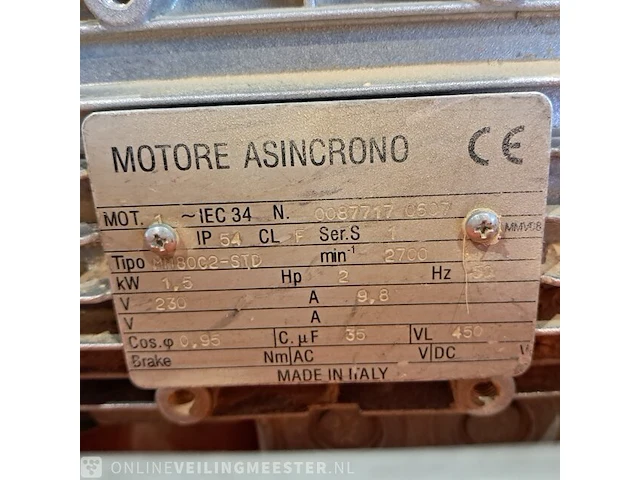 MOTORE ASINCRONO CE
MOT. 1 ~ IEC 34 N. 0087717
IP 54 CL F Ser.S 1 MMVC8
Tipo MM80C2-STD min-1 2700
kW 1,5 Hp 2 Hz 50
V 230 A 9,8
V A
Cos.φ 0,95 C.μF 35 VL 450
Brake Nm AC V DC V
MADE IN ITALY
ONLINEVEILINGMEESTER.NL